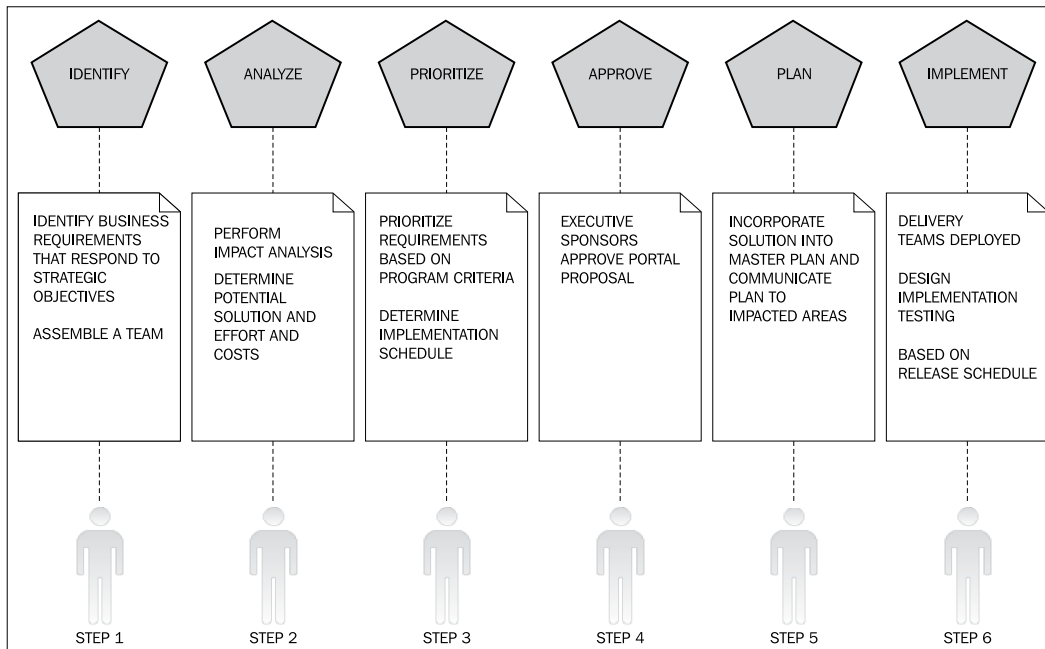 IDENTIFY
ANALYZE
PRIORITIZE
APPROVE
PLAN
IMPLEMENT
IDENTIFY BUSINESS
REQUIREMENTS
THAT RESPOND TO
STRATEGIC
OBJECTIVES
ASSEMBLE A TEAM
PERFORM
IMPACT ANALYSIS
DETERMINE
POTENTIAL
SOLUTION AND
EFFORT AND
COSTS
PRIORITIZE
REQUIREMENTS
BASED ON
PROGRAM CRITERIA
DETERMINE
IMPLEMENTATION
SCHEDULE
EXECUTIVE
SPONSORS
APPROVE PORTAL
PROPOSAL
INCORPORATE
SOLUTION INTO
MASTER PLAN AND
COMMUNICATE
PLAN TO
IMPACTED AREAS
DELIVERY
TEAMS DEPLOYED
DESIGN
IMPLEMENTATION
TESTING
BASED ON
RELEASE SCHEDULE
STEP 1
STEP 2
STEP 3
STEP 4
STEP 5
STEP 6